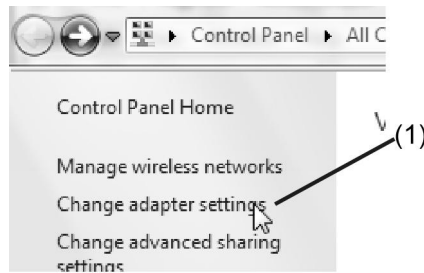 Control Panel ▸ All C
Control Panel Home
(1)
Manage wireless networks
Change adapter settings
Change advanced sharing
settings